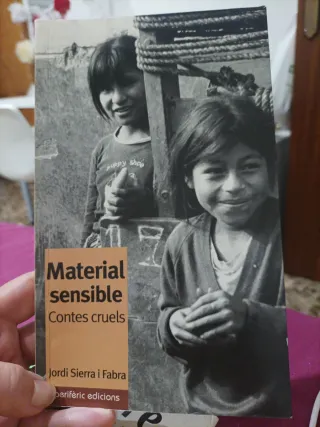 Material
sensible
Contes cruels
Jordi Sierra i Fabra
perifèric edicions